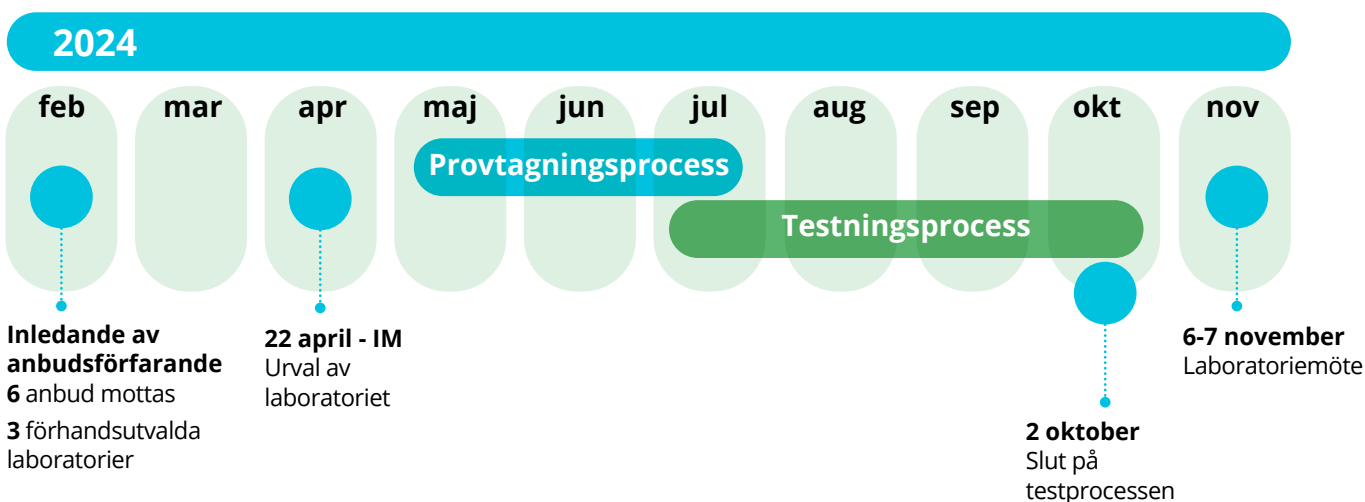 2024
feb
mar
apr
maj
jun
jul
aug
sep
okt
nov
Provtagningsprocess
Testningsprocess
Inledande av
anbudsförfarande
6 anbud mottas
3 förhandsutvalda
laboratorier
22 april - IM
Urval av
laboratoriet
2 oktober
Slut på
testprocessen
6-7 november
Laboratoriemöte